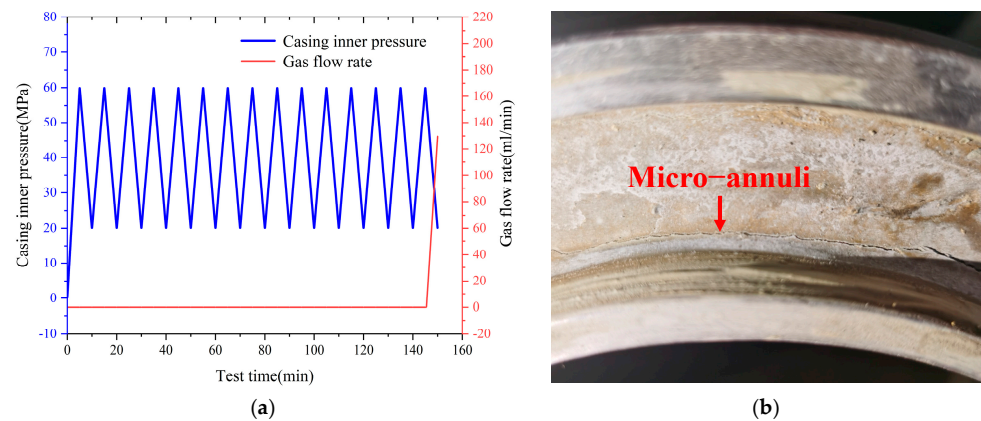 80
70
60
50
40
30
20
10
0
-10
Casing inner pressure(MPa)
Casing inner pressure
Gas flow rate
220
200
180
160
140
120
100
80
60
40
20
0
-20
Gas flow rate(ml/min)
0 20 40 60 80 100 120 140 160
Test time(min)
(a)
Micro−annuli
(b)